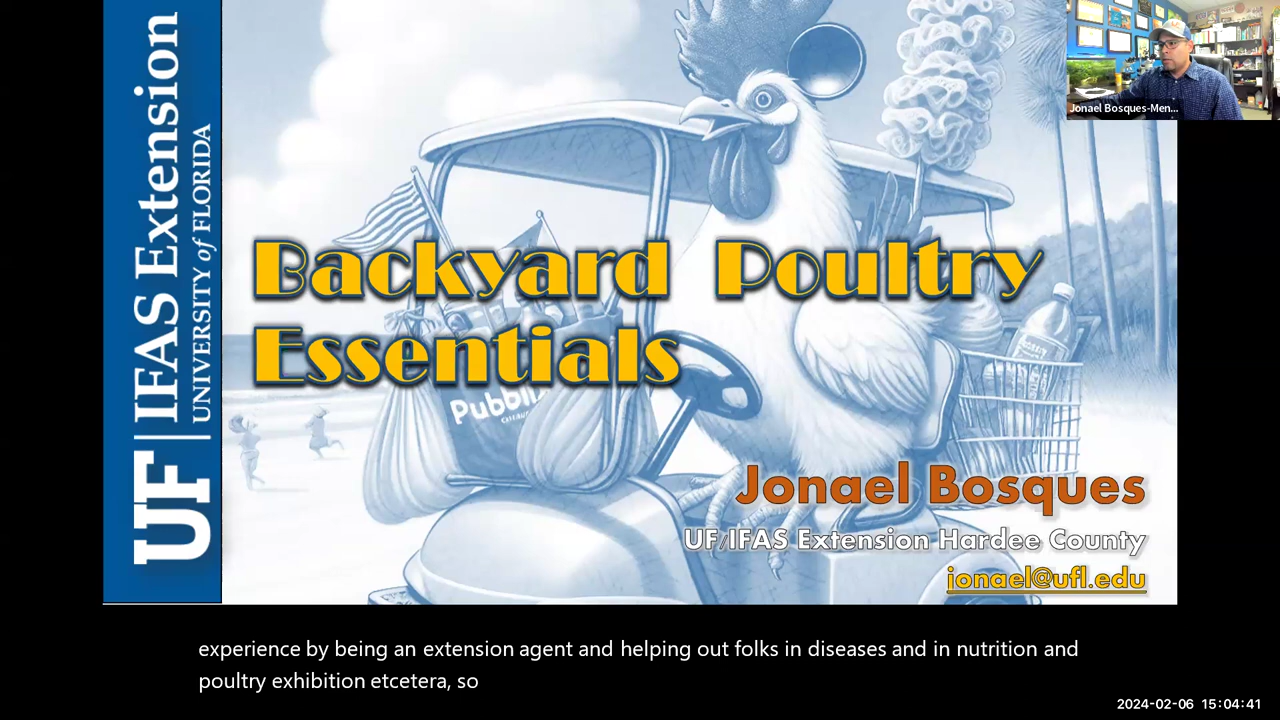 UF | IFAS Extension
UNIVERSITY of FLORIDA
Jonael Bosques-Men...
Backyard Poultry
Essentials
Pubbli
Jonael Bosques
UF/IFAS Extension Hardee County
jonael@ufl.edu
experience by being an extension agent and helping out folks in diseases and in nutrition and
poultry exhibition etcetera, so
2024-02-06 15:04:41